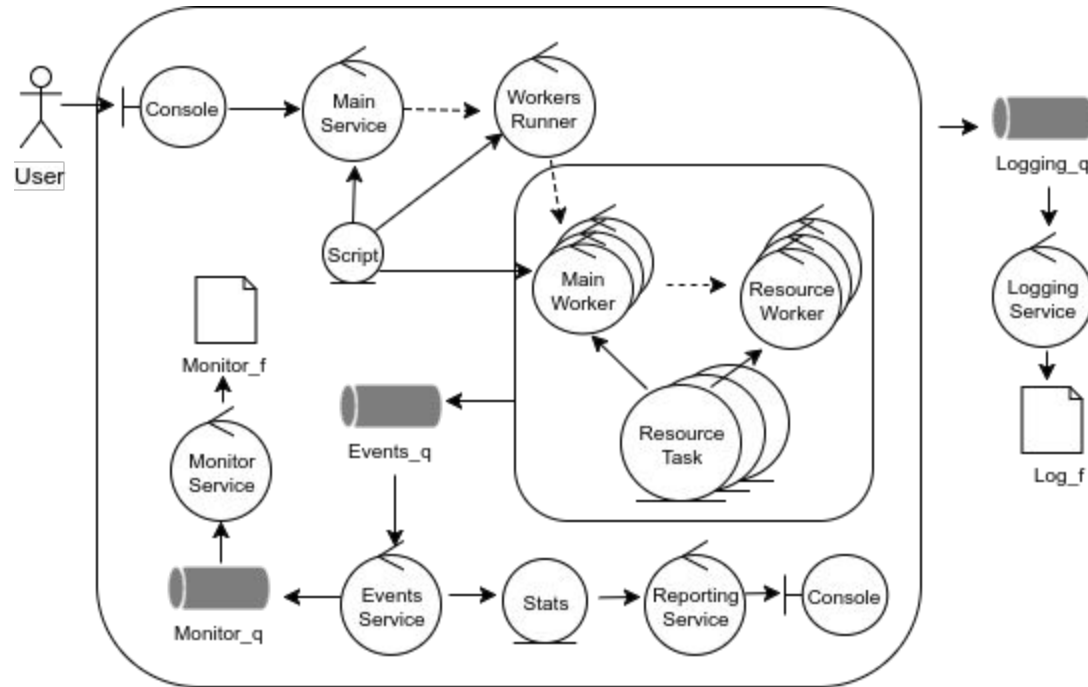 User
Console
Main
Service
Workers
Runner
Script
Main
Worker
Resource
Worker
Resource
Task
Logging_q
Logging
Service
Log_f
Monitor_f
Monitor
Service
Monitor_q
Events_q
Events
Service
Stats
Reporting
Service
Console